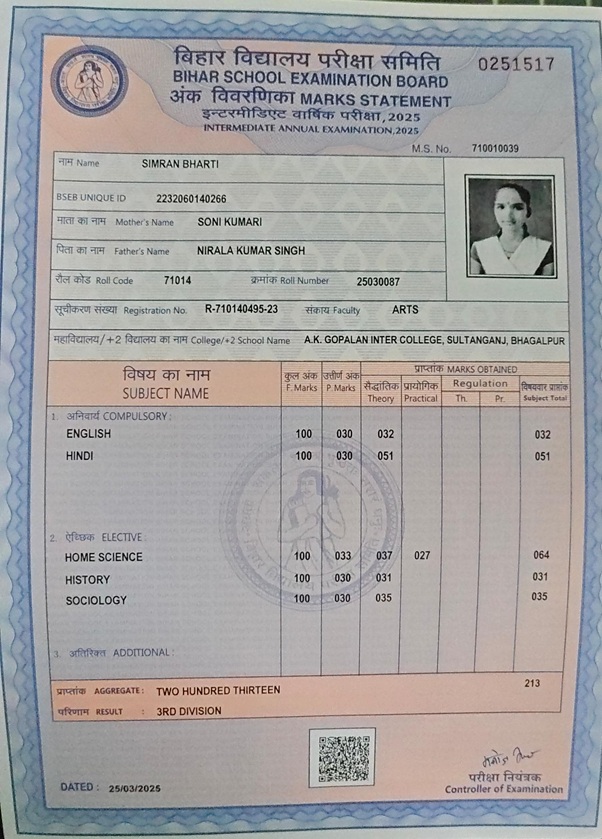 बिहार विद्यालय परीक्षा समिति 0251517
BIHAR SCHOOL EXAMINATION BOARD
अंक विवरणिका MARKS STATEMENT
इन्टरमीडिएट वार्षिक परीक्षा, 2025
INTERMEDIATE ANNUAL EXAMINATION, 2025
M.S. No. 710010039
नाम Name SIMRAN BHARTI
BSEB UNIQUE ID 2232060140266
माता का नाम Mother's Name SONI KUMARI
पिता का नाम Father's Name NIRALA KUMAR SINGH
रौल कोड Roll Code 71014 क्रमांक Roll Number 25030087
सूचीकरण संख्या Registration No. R-710140495-23 संकाय Faculty ARTS
महाविद्यालय/+2 विद्यालय का नाम College/+2 School Name A.K. GOPALAN INTER COLLEGE, SULTANGANJ, BHAGALPUR
विषय का नाम कुल अंक उत्तीर्ण अंक प्राप्तांक MARKS OBTAINED
SUBJECT NAME F. Marks P. Marks सैद्धांतिक Theory प्रायोगिक Practical Regulation Th. Pr. विषयवार प्राप्तांक Subject Total
1. अनिवार्य COMPULSORY :
ENGLISH 100 030 032 032
HINDI 100 030 051 051
2. ऐच्छिक ELECTIVE :
HOME SCIENCE 100 033 037 027 064
HISTORY 100 030 031 031
SOCIOLOGY 100 030 035 035
3. अतिरिक्त ADDITIONAL :
प्राप्तांक AGGREGATE : TWO HUNDRED THIRTEEN 213
परिणाम RESULT : 3RD DIVISION
परीक्षा नियंत्रक
DATED : 25/03/2025 Controller of Examination